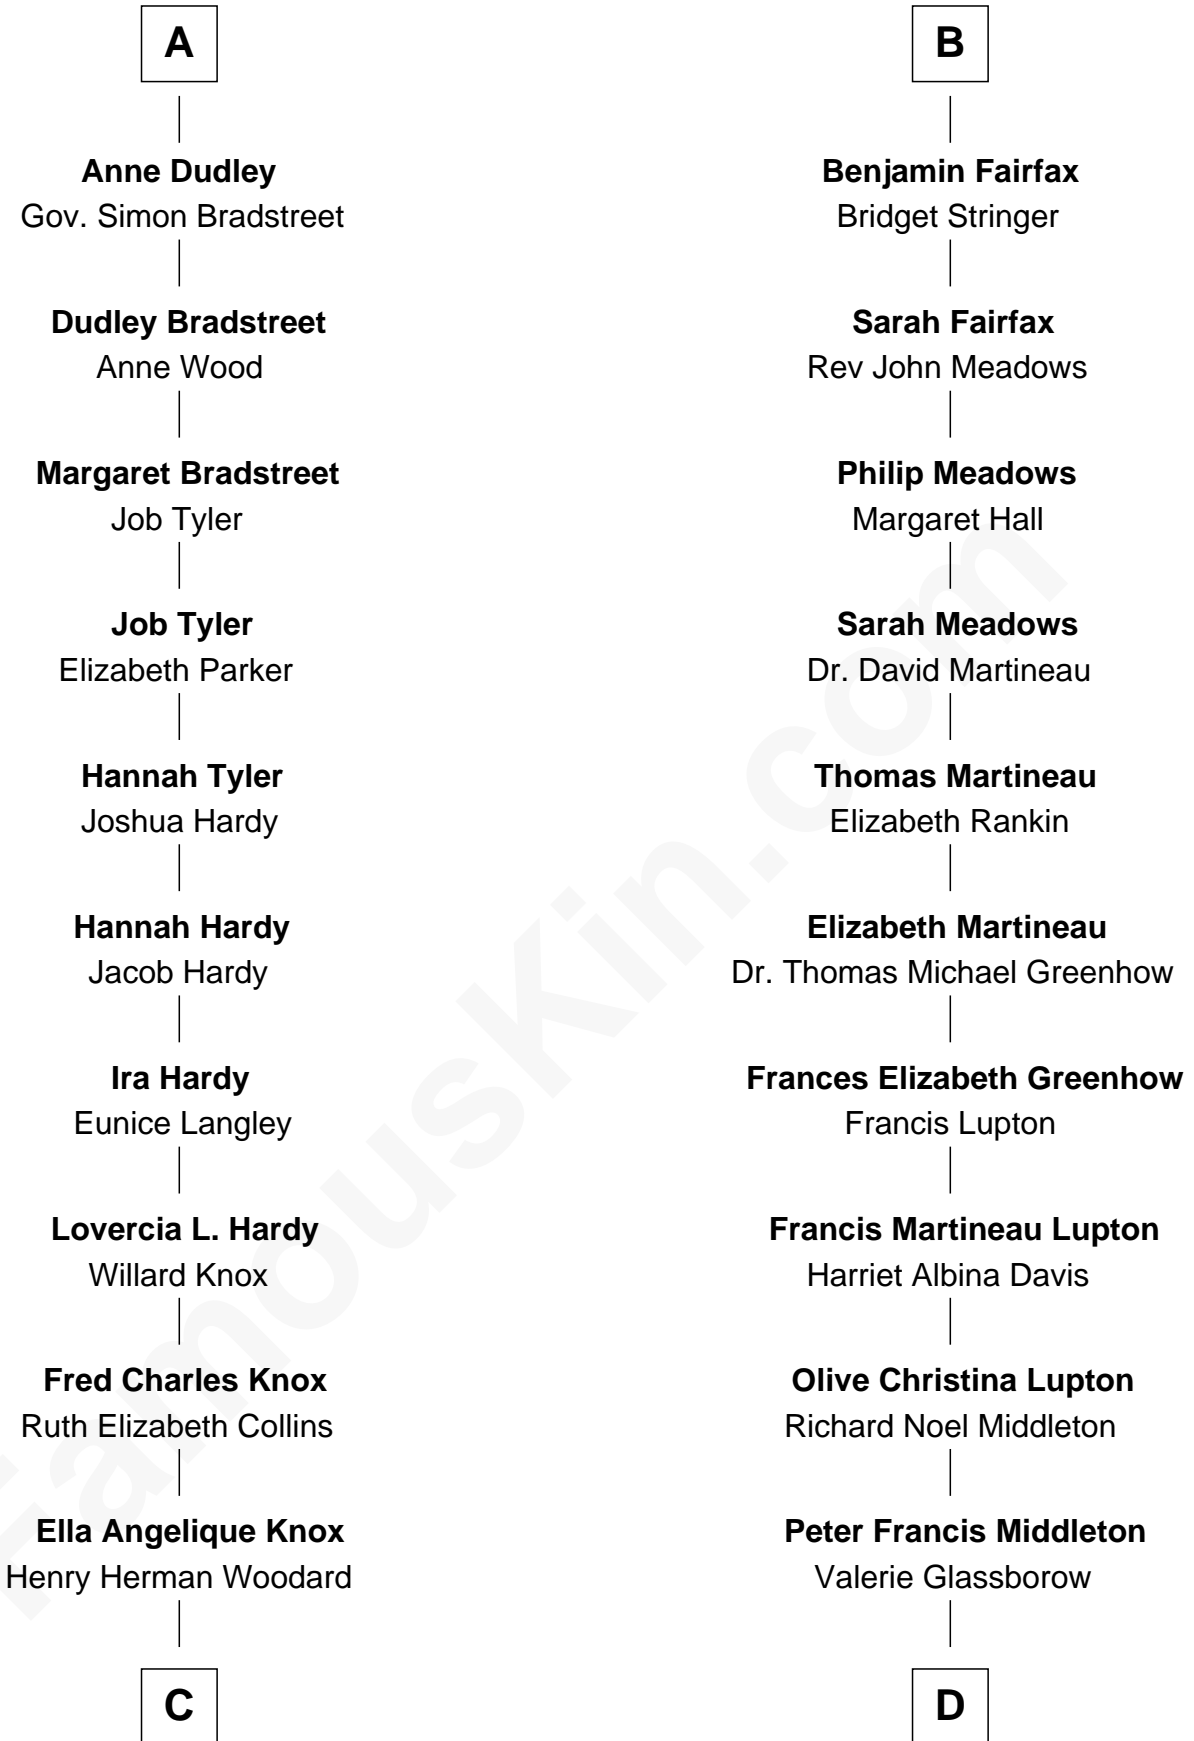 A
Anne Dudley
Gov. Simon Bradstreet
Dudley Bradstreet
Anne Wood
Margaret Bradstreet
Job Tyler
Job Tyler
Elizabeth Parker
Hannah Tyler
Joshua Hardy
Hannah Hardy
Jacob Hardy
Ira Hardy
Eunice Langley
Lovercia L. Hardy
Willard Knox
Fred Charles Knox
Ruth Elizabeth Collins
Ella Angelique Knox
Henry Herman Woodard
C
B
Benjamin Fairfax
Bridget Stringer
Sarah Fairfax
Rev John Meadows
Philip Meadows
Margaret Hall
Sarah Meadows
Dr. David Martineau
Thomas Martineau
Elizabeth Rankin
Elizabeth Martineau
Dr. Thomas Michael Greenhow
Frances Elizabeth Greenhow
Francis Lupton
Francis Martineau Lupton
Harriet Albina Davis
Olive Christina Lupton
Richard Noel Middleton
Peter Francis Middleton
Valerie Glassborow
D
FamousKin.com